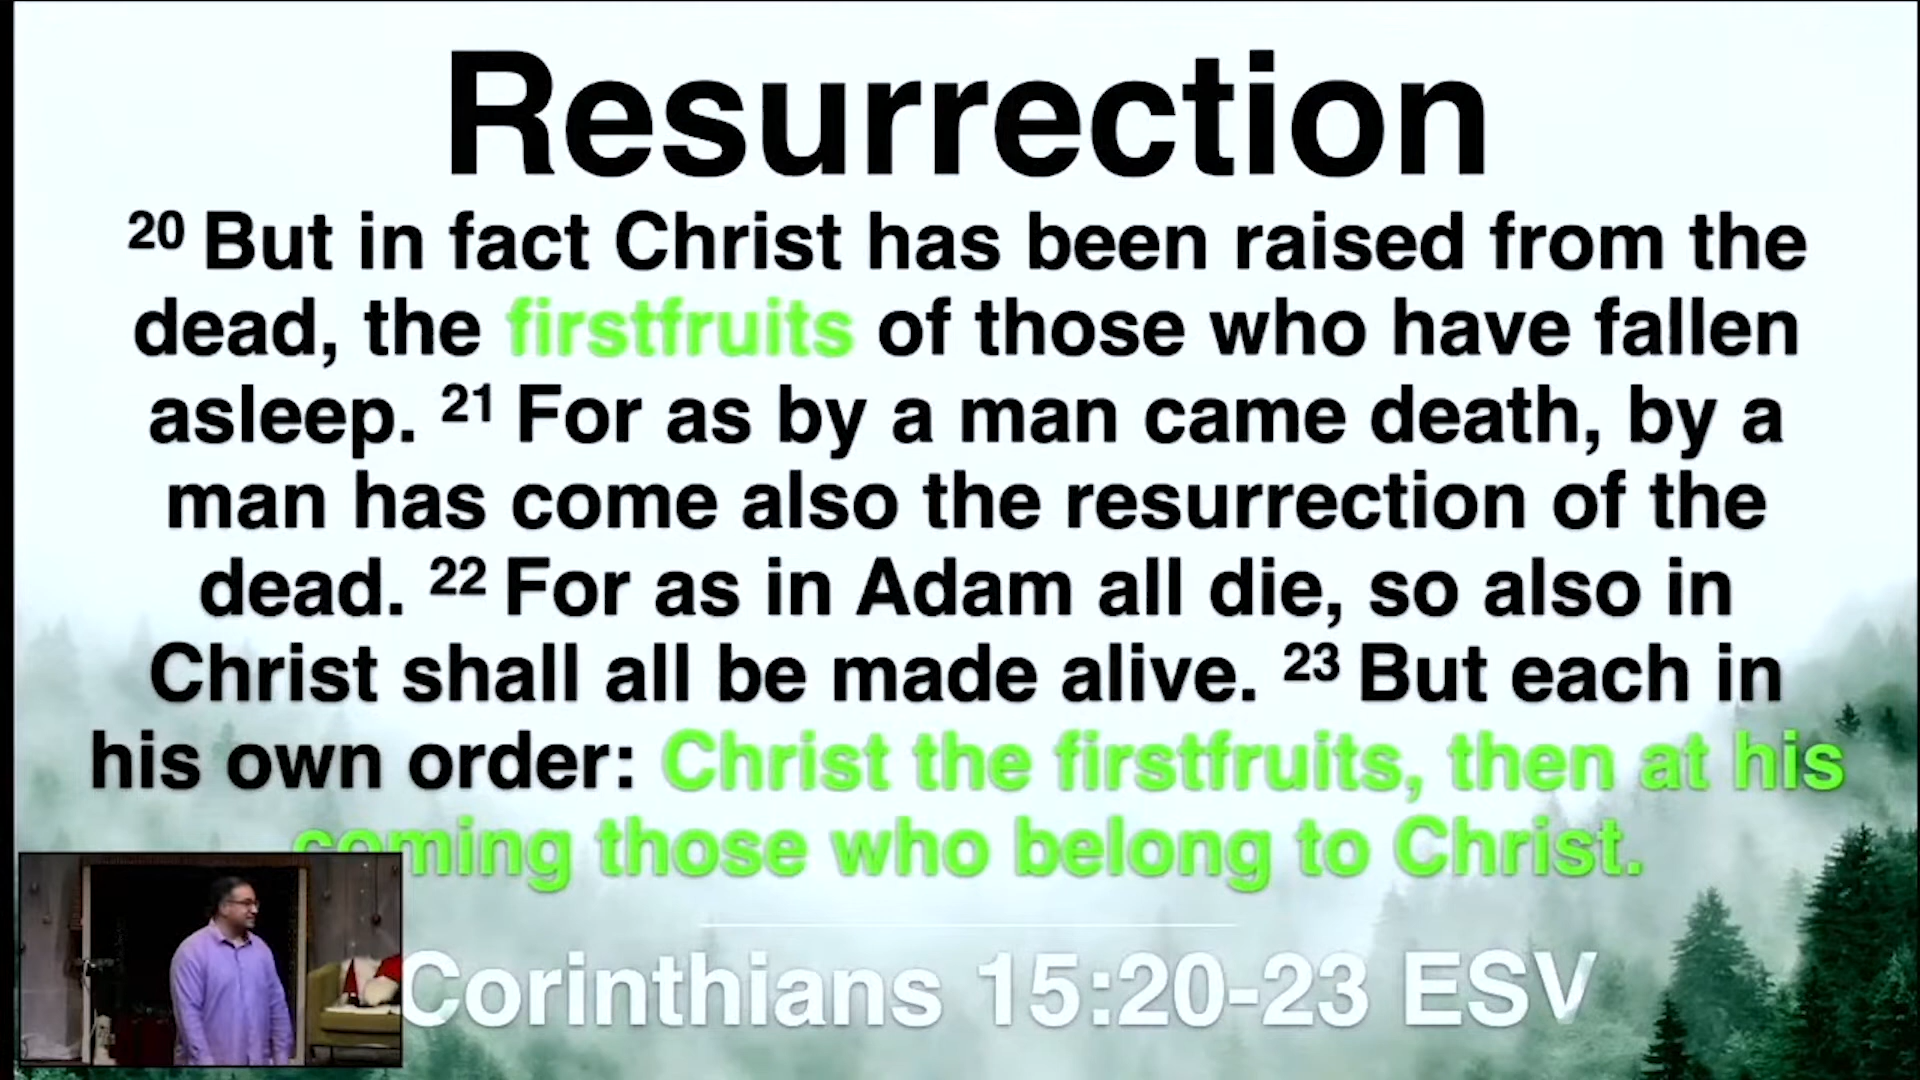 Resurrection
20 But in fact Christ has been raised from the
dead, the firstfruits of those who have fallen
asleep. 21 For as by a man came death, by a
man has come also the resurrection of the
dead. 22 For as in Adam all die, so also in
Christ shall all be made alive. 23 But each in
his own order: Christ the firstfruits, then at his
coming those who belong to Christ.
Corinthians 15:20-23 ESV